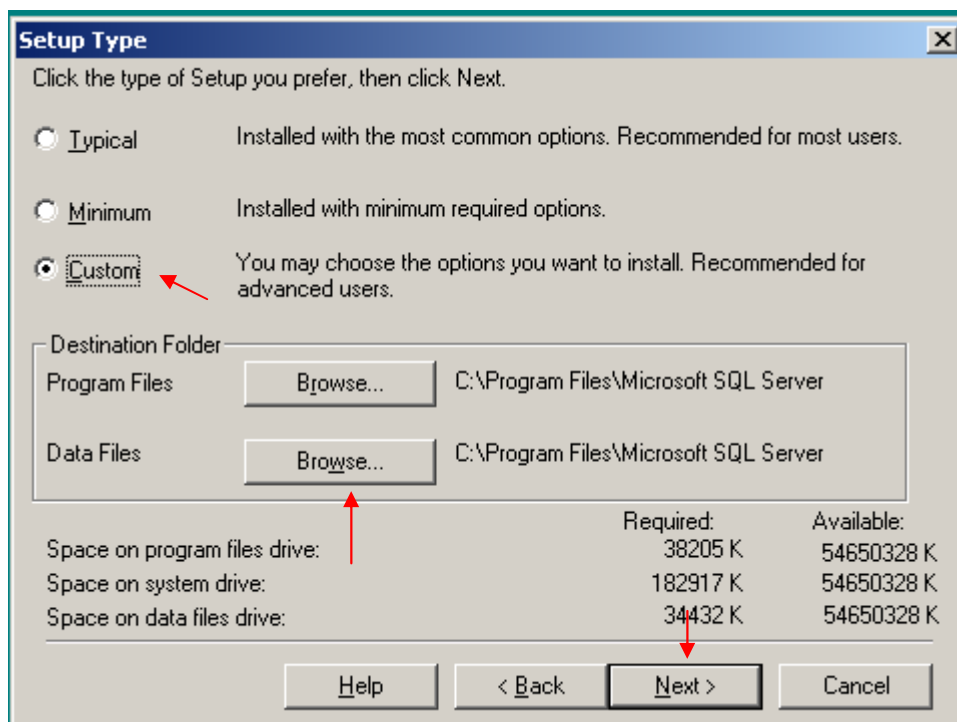 Setup Type
Click the type of Setup you prefer, then click Next.
Typical Installed with the most common options. Recommended for most users.
Minimum Installed with minimum required options.
Custom You may choose the options you want to install. Recommended for
advanced users.
Destination Folder
Program Files Browse... C:\Program Files\Microsoft SQL Server
Data Files Browse... C:\Program Files\Microsoft SQL Server
Required: Available:
Space on program files drive: 38205 K 54650328 K
Space on system drive: 182917 K 54650328 K
Space on data files drive: 34432 K 54650328 K
Help < Back Next > Cancel